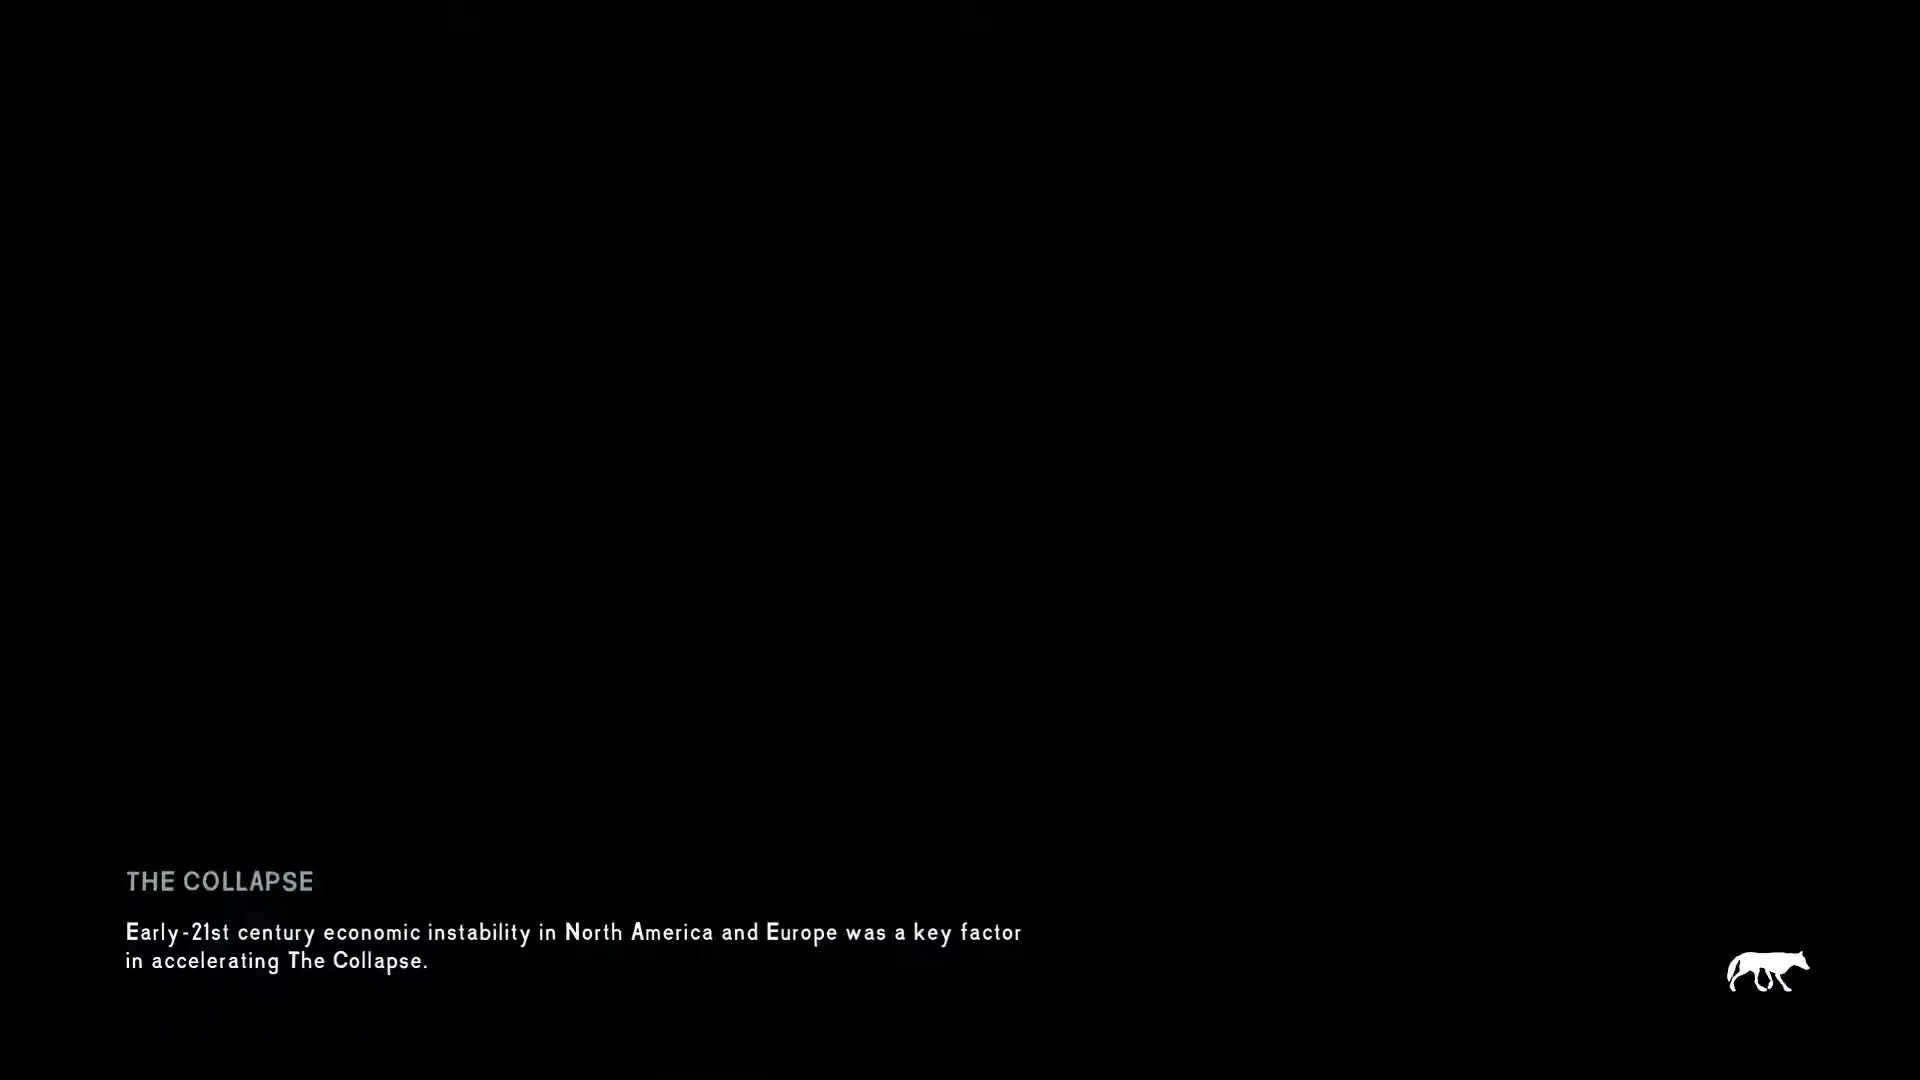 THE COLLAPSE
Early-21st century economic instability in North America and Europe was a key factor
in accelerating The Collapse.